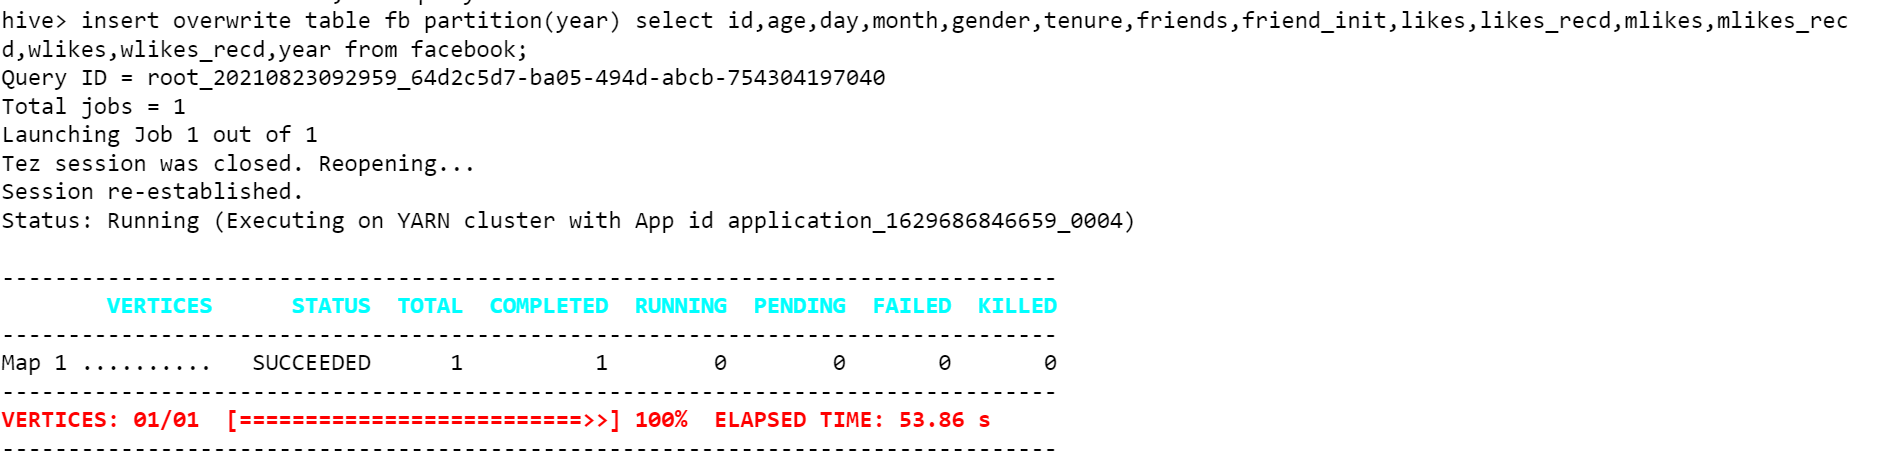 hive> insert overwrite table fb partition(year) select id,age,day,month,gender,tenure,friends,friend_init,likes,likes_recd,mlikes,mlikes_rec
d,wlikes,wlikes_recd,year from facebook;
Query ID = root_20210823092959_64d2c5d7-ba05-494d-abcb-754304197040
Total jobs = 1
Launching Job 1 out of 1
Tez session was closed. Reopening...
Session re-established.
Status: Running (Executing on YARN cluster with App id application_1629686846659_0004)
--------------------------------------------------------------------------------
        VERTICES      STATUS  TOTAL  COMPLETED  RUNNING  PENDING  FAILED  KILLED
--------------------------------------------------------------------------------
Map 1 ..........   SUCCEEDED      1          1        0        0       0       0
--------------------------------------------------------------------------------
VERTICES: 01/01  [==========================>>] 100%  ELAPSED TIME: 53.86 s
--------------------------------------------------------------------------------